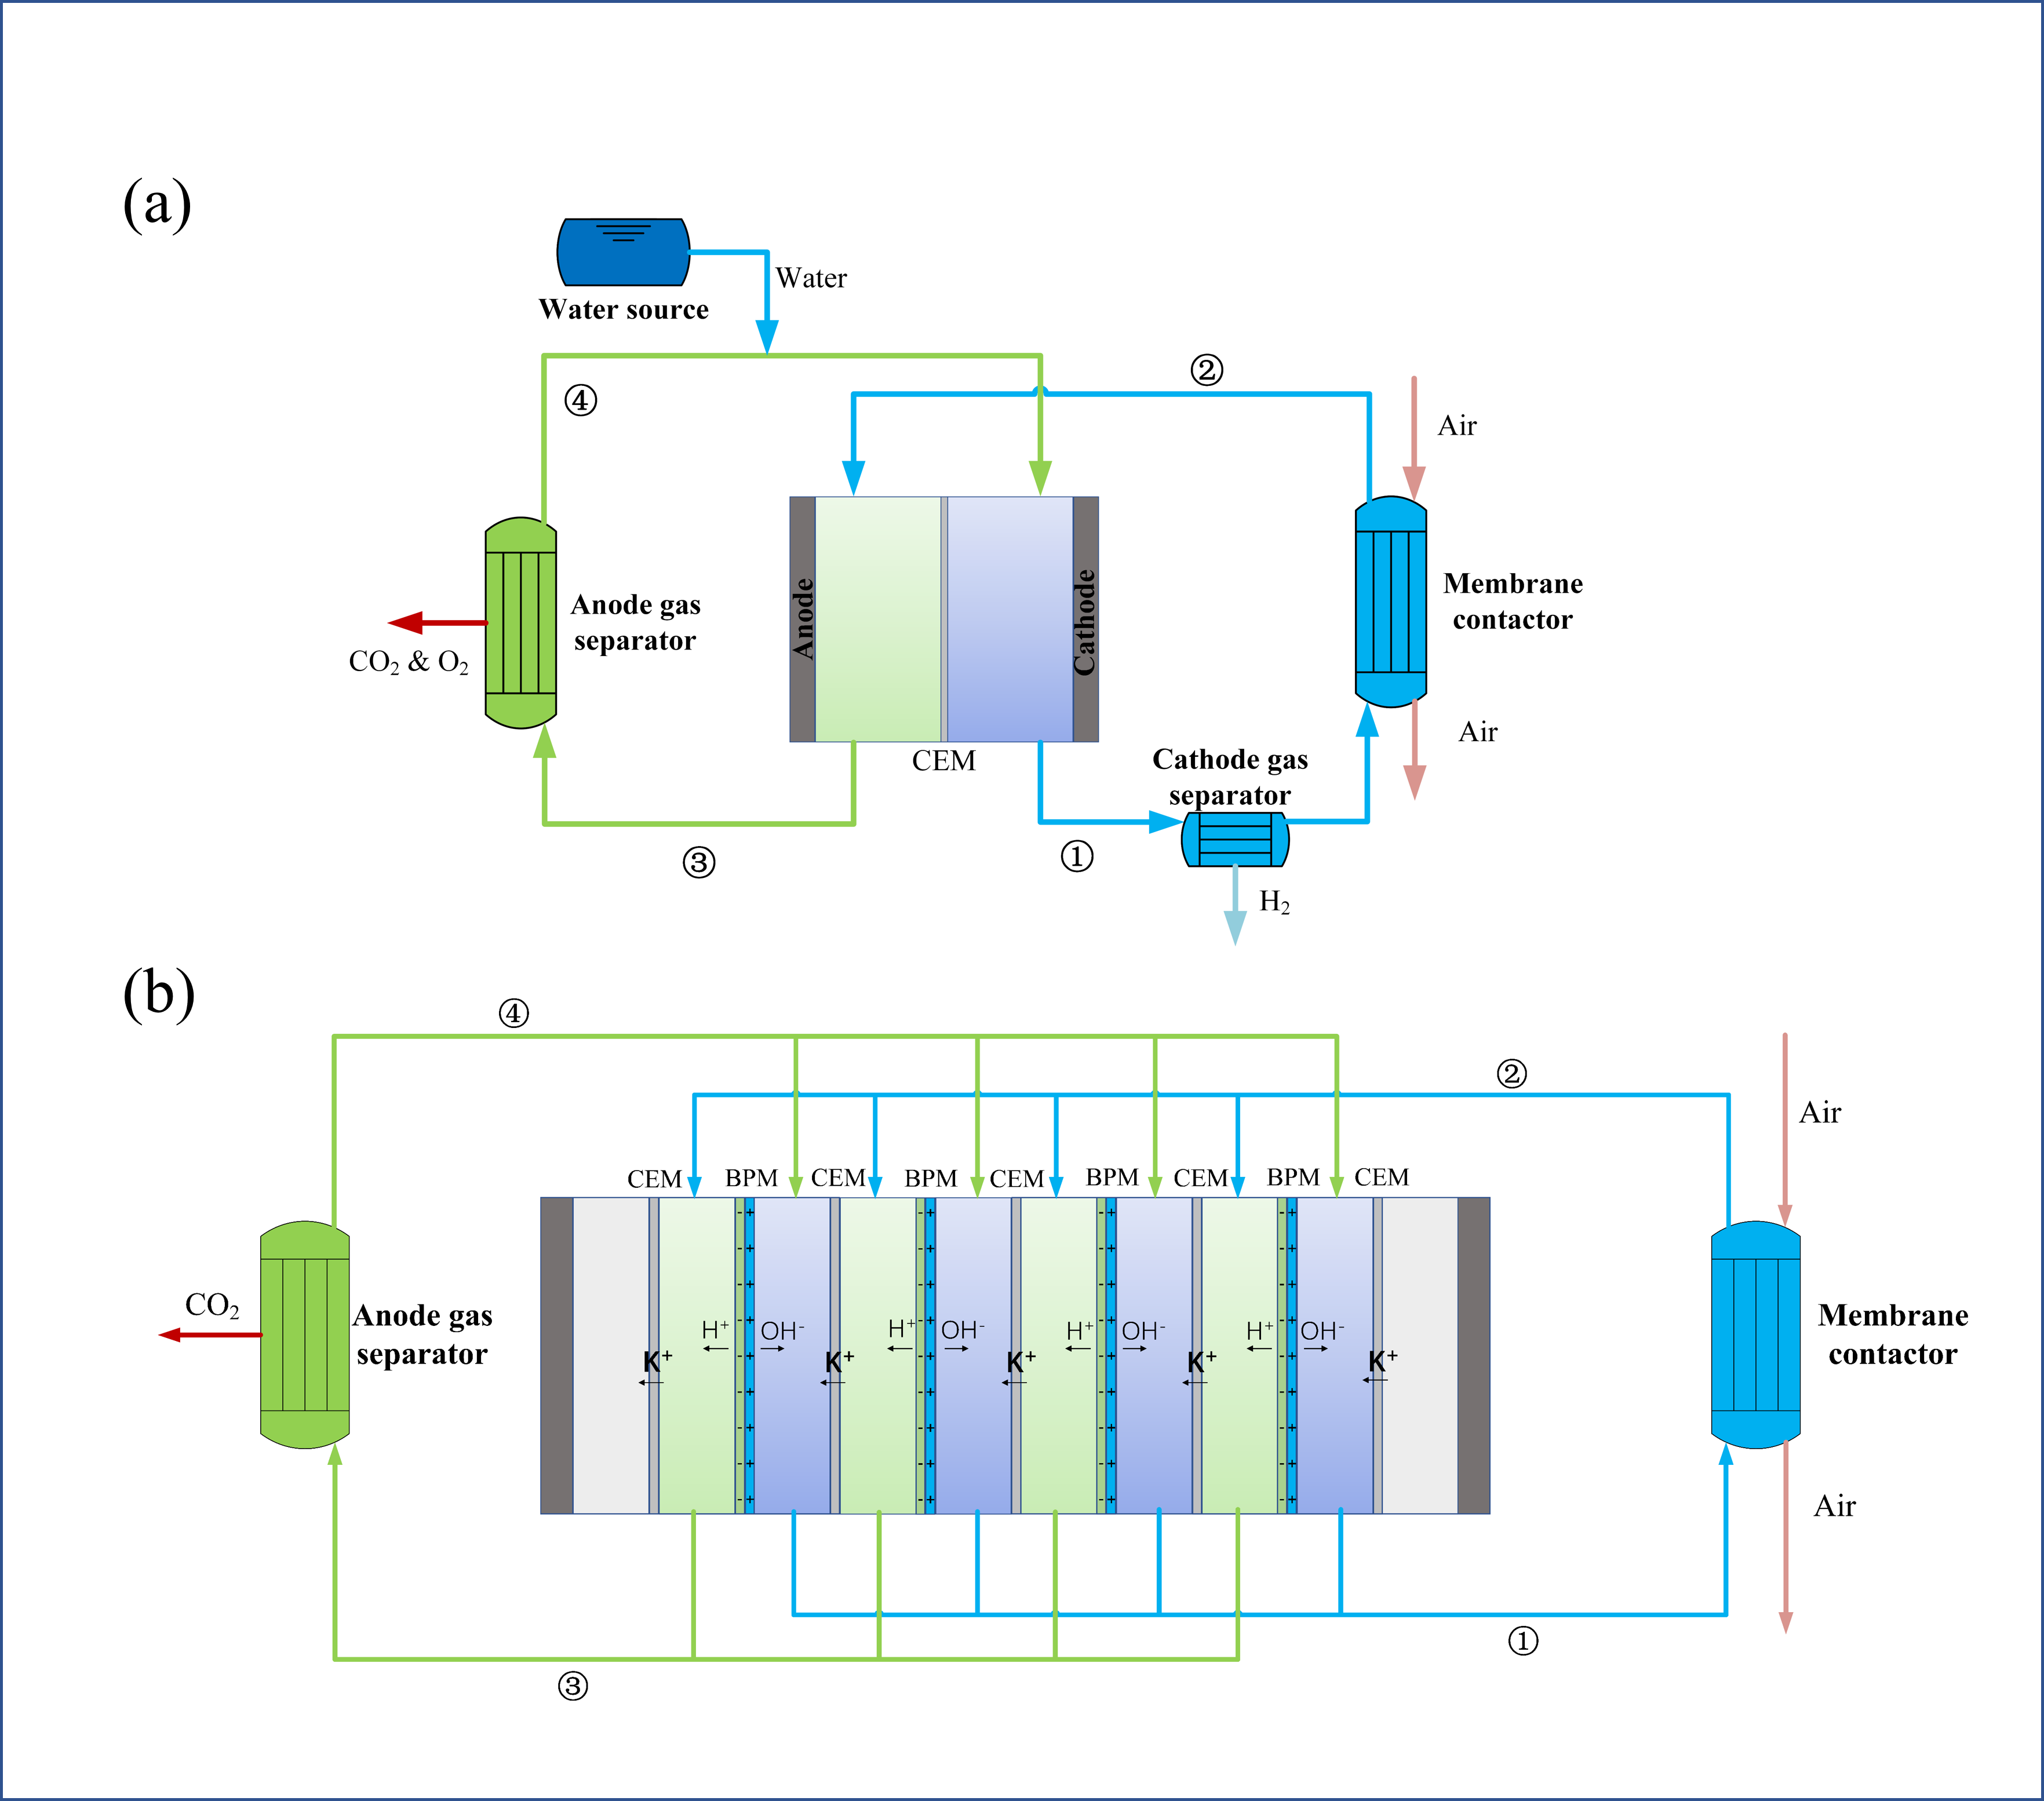 (a)
Water
Water source
②
④
Air
Anode
Cathode
Membrane
contactor
Anode gas
separator
CO₂ & O₂
Air
CEM
Cathode gas
separator
①
③
H₂
(b)
④
②
Air
CEM
BPM
CEM
BPM
CEM
BPM
CEM
BPM
CEM
- + - + - + - +
- + - + - + - +
- + - + - + - +
- + - + - + - +
CO₂
Anode gas
separator
H⁺ OH⁻ H⁺ OH⁻ H⁺ OH⁻ H⁺ OH⁻
K⁺ K⁺ K⁺ K⁺ K⁺
- + - + - + - +
- + - + - + - +
- + - + - + - +
- + - + - + - +
- + - + - + - +
Membrane
contactor
Air
①
③